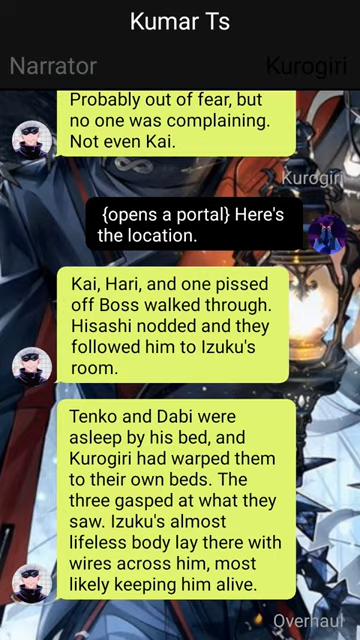 Kumar Ts
Narrator
Kurogiri
Probably out of fear, but
no one was complaining.
Not even Kai.
Kurogiri
{opens a portal} Here's
the location.
Kai, Hari, and one pissed
off Boss walked through.
Hisashi nodded and they
followed him to Izuku's
room.
Tenko and Dabi were
asleep by his bed, and
Kurogiri had warped them
to their own beds. The
three gasped at what they
saw. Izuku's almost
lifeless body lay there with
wires across him, most
likely keeping him alive.
Overhaul